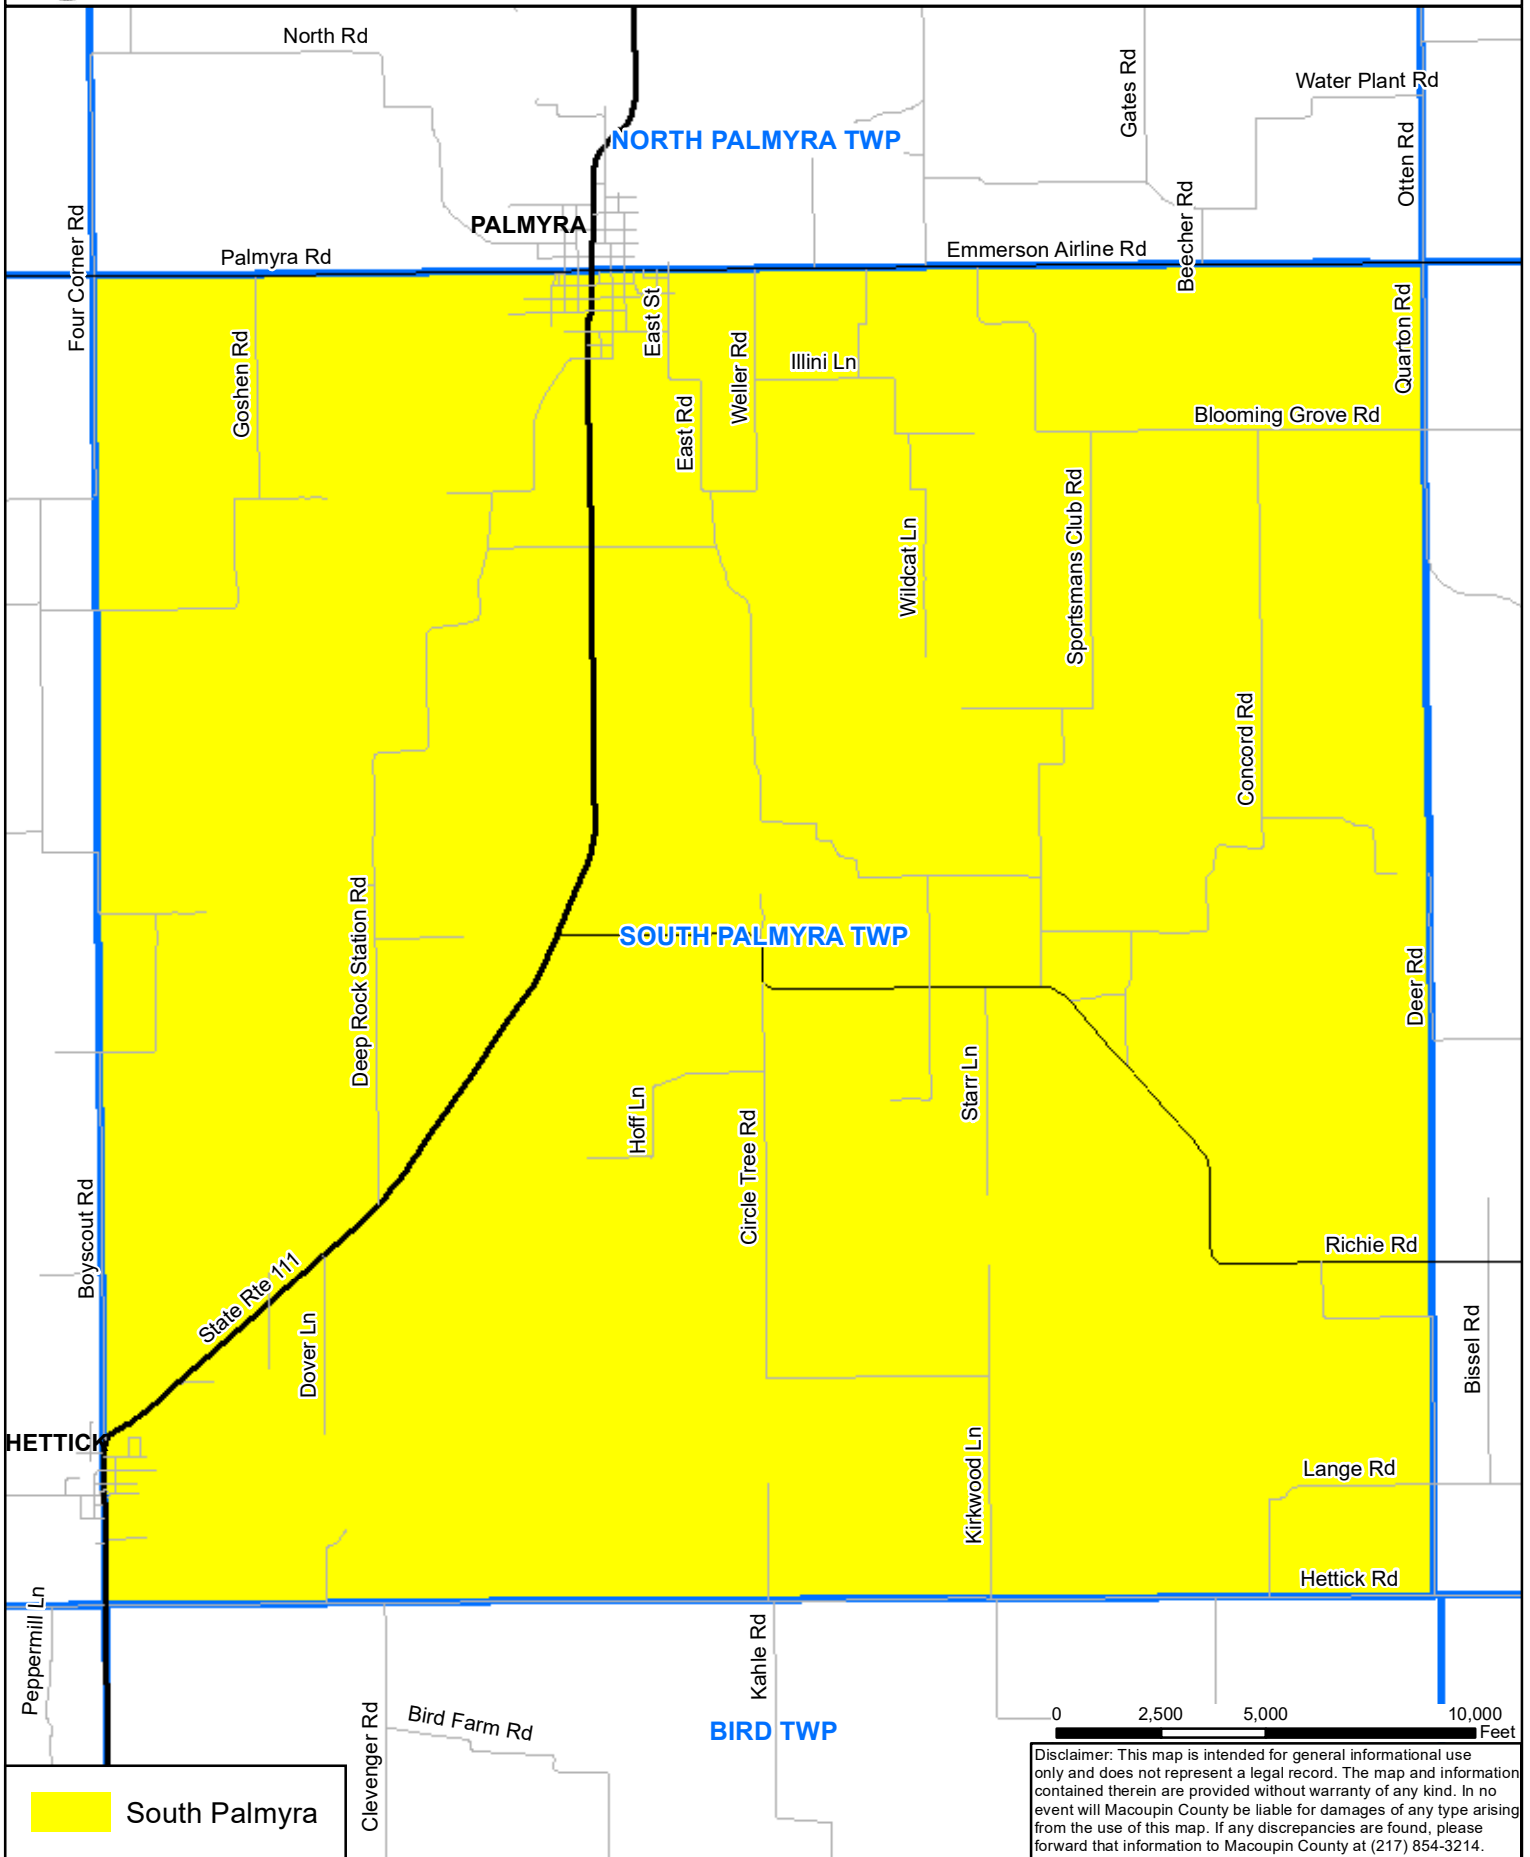 North Rd
Gates Rd
Water Plant Rd
NORTH PALMYRA TWP
Otten Rd
Four Corner Rd
PALMYRA
Beecher Rd
Palmyra Rd
Emmerson Airline Rd
East St
Quarton Rd
Goshen Rd
Weller Rd
Illini Ln
Blooming Grove Rd
East Rd
Sportsmans Club Rd
Wildcat Ln
Concord Rd
Deep Rock Station Rd
SOUTH PALMYRA TWP
Deer Rd
Starr Ln
Hoff Ln
Circle Tree Rd
Boyscout Rd
Richie Rd
State Rte 111
Dover Ln
Bissel Rd
HETTICK
Kirkwood Ln
Lange Rd
Hettick Rd
Peppermill Ln
Kahle Rd
Clevenger Rd
Bird Farm Rd
BIRD TWP
0 2,500 5,000 10,000
Feet
South Palmyra
Disclaimer: This map is intended for general informational use
only and does not represent a legal record. The map and information
contained therein are provided without warranty of any kind. In no
event will Macoupin County be liable for damages of any type arising
from the use of this map. If any discrepancies are found, please
forward that information to Macoupin County at (217) 854-3214.